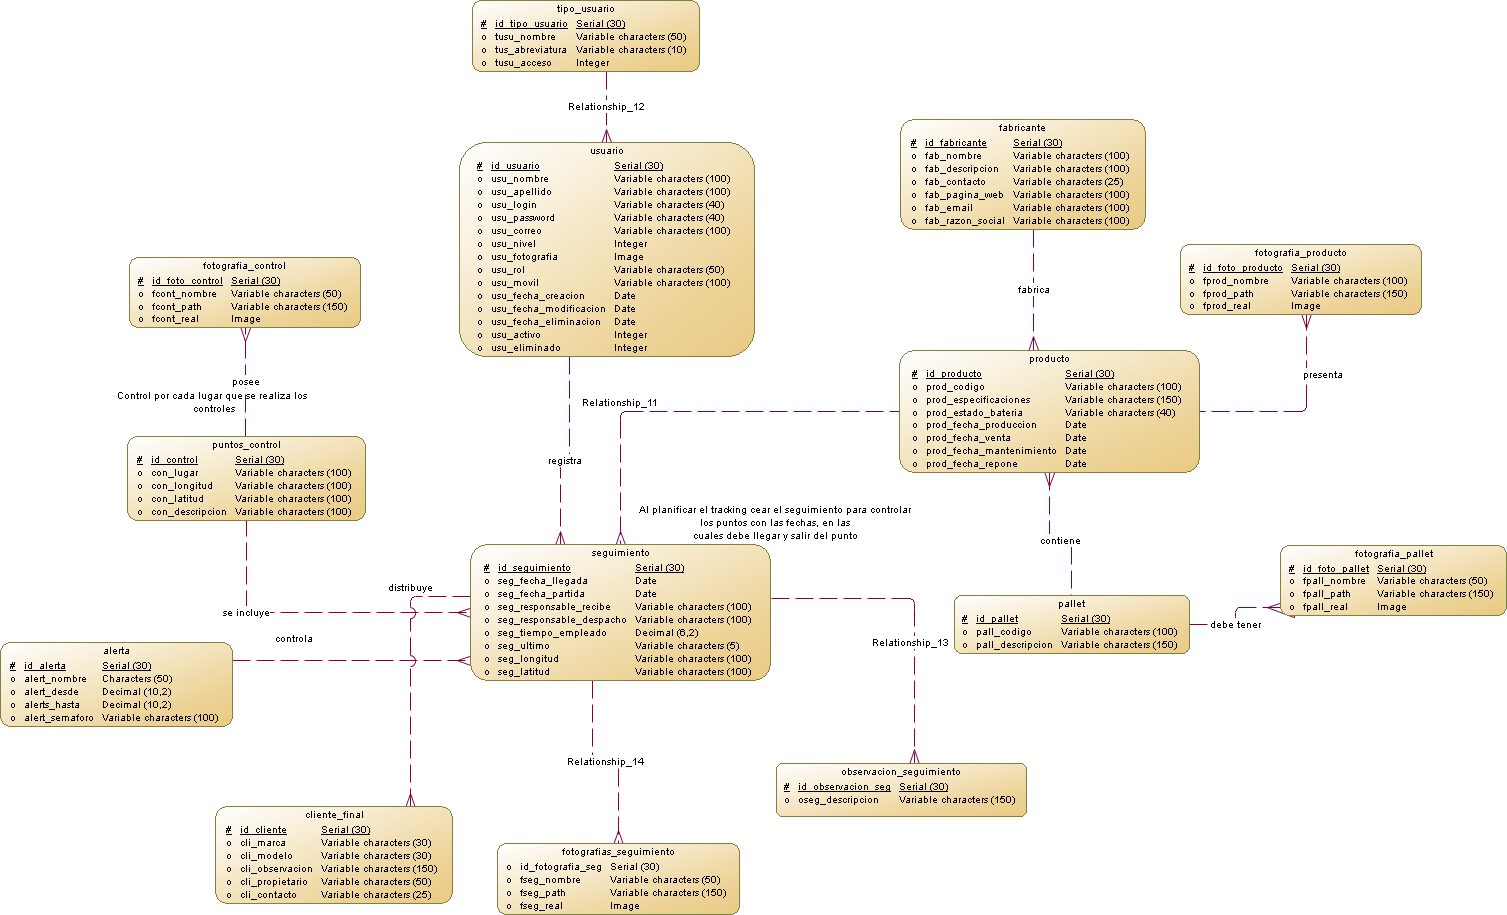 tipo_usuario
# id_tipo_usuario Serial (30)
o tusu_nombre Variable characters (50)
o tus_abreviatura Variable characters (10)
o tusu_acceso Integer
Relationship_12
usuario
# id_usuario Serial (30)
o usu_nombre Variable characters (100)
o usu_apellido Variable characters (100)
o usu_login Variable characters (40)
o usu_password Variable characters (40)
o usu_correo Variable characters (100)
o usu_nivel Integer
o usu_fotografia Image
o usu_rol Variable characters (50)
o usu_movil Variable characters (100)
o usu_fecha_creacion Date
o usu_fecha_modificacion Date
o usu_fecha_eliminacion Date
o usu_activo Integer
o usu_eliminado Integer
fabricante
# id_fabricante Serial (30)
o fab_nombre Variable characters (100)
o fab_descripcion Variable characters (100)
o fab_contacto Variable characters (25)
o fab_pagina_web Variable characters (100)
o fab_email Variable characters (100)
o fab_razon_social Variable characters (100)
fabrica
fotografia_producto
# id_foto_producto Serial (30)
o fprod_nombre Variable characters (100)
o fprod_path Variable characters (150)
o fprod_real Image
presenta
fotografia_control
# id_foto_control Serial (30)
o fcont_nombre Variable characters (50)
o fcont_path Variable characters (150)
o fcont_real Image
posee
Control por cada lugar que se realiza los
controles
producto
# id_producto Serial (30)
o prod_codigo Variable characters (100)
o prod_especificaciones Variable characters (150)
o prod_estado_bateria Variable characters (40)
o prod_fecha_produccion Date
o prod_fecha_venta Date
o prod_fecha_mantenimiento Date
o prod_fecha_repone Date
Relationship_11
registra
puntos_control
# id_control Serial (30)
o con_lugar Variable characters (100)
o con_longitud Variable characters (100)
o con_latitud Variable characters (100)
o con_descripcion Variable characters (100)
Al planificar el tracking cear el seguimiento para controlar
los puntos con las fechas, en las
cuales debe llegar y salir del punto
contiene
seguimiento
# id_seguimiento Serial (30)
o seg_fecha_llegada Date
o seg_fecha_partida Date
o seg_responsable_recibe Variable characters (100)
o seg_responsable_despacho Variable characters (100)
o seg_tiempo_empleado Decimal (6,2)
o seg_ultimo Variable characters (5)
o seg_longitud Variable characters (100)
o seg_latitud Variable characters (100)
fotografia_pallet
# id_foto_pallet Serial (30)
o fpall_nombre Variable characters (50)
o fpall_path Variable characters (150)
o fpall_real Image
distribuye
se incluye
controla
pallet
# id_pallet Serial (30)
o pall_codigo Variable characters (100)
o pall_descripcion Variable characters (150)
debe tener
Relationship_13
alerta
# id_alerta Serial (30)
o alert_nombre Characters (50)
o alert_desde Decimal (10,2)
o alerts_hasta Decimal (10,2)
o alert_semaforo Variable characters (100)
Relationship_14
observacion_seguimiento
# id_observacion_seg Serial (30)
o oseg_descripcion Variable characters (150)
cliente_final
# id_cliente Serial (30)
o cli_marca Variable characters (30)
o cli_modelo Variable characters (30)
o cli_observacion Variable characters (150)
o cli_propietario Variable characters (50)
o cli_contacto Variable characters (25)
fotografias_seguimiento
o id_fotografia_seg Serial (30)
o fseg_nombre Variable characters (50)
o fseg_path Variable characters (150)
o fseg_real Image